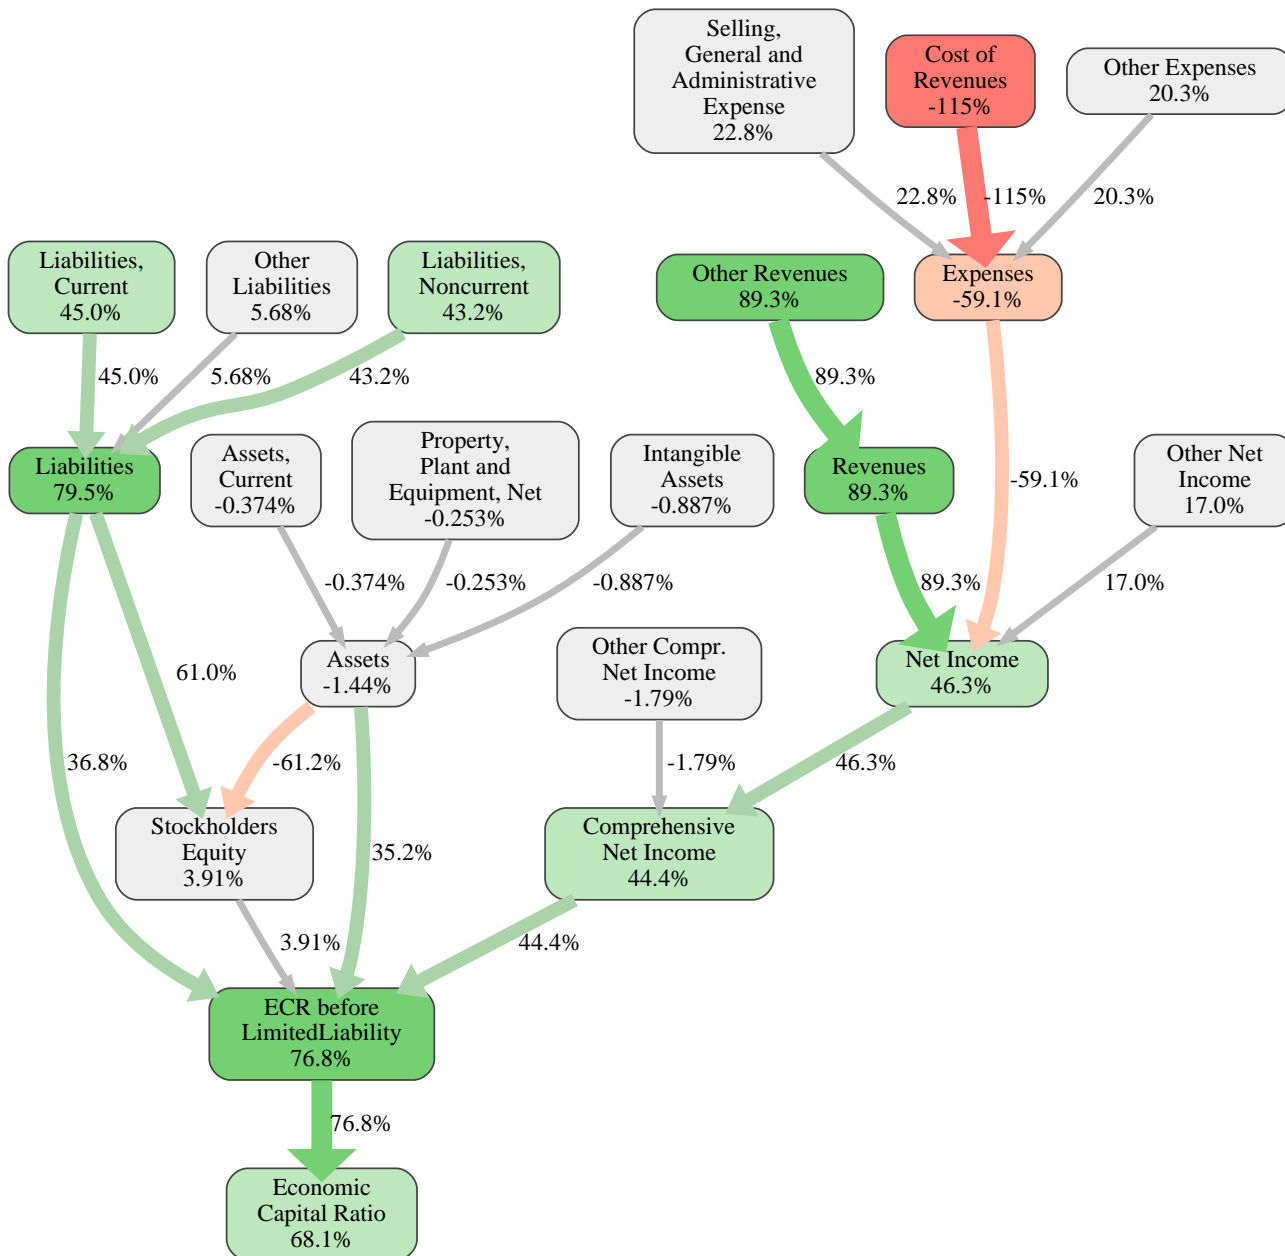 Selling,
General and
Administrative
Expense
22.8%
Cost of
Revenues
-115%
Other Expenses
20.3%
22.8%
-115%
20.3%
Liabilities,
Current
45.0%
Other
Liabilities
5.68%
Liabilities,
Noncurrent
43.2%
Other Revenues
89.3%
Expenses
-59.1%
45.0%
5.68%
43.2%
89.3%
-59.1%
Liabilities
79.5%
Assets,
Current
-0.374%
Property,
Plant and
Equipment, Net
-0.253%
Intangible
Assets
-0.887%
Revenues
89.3%
Other Net
Income
17.0%
-0.374%
-0.253%
-0.887%
89.3%
17.0%
61.0%
Assets
-1.44%
Other Compr.
Net Income
-1.79%
Net Income
46.3%
36.8%
-61.2%
35.2%
-1.79%
46.3%
Stockholders
Equity
3.91%
Comprehensive
Net Income
44.4%
3.91%
44.4%
ECR before
LimitedLiability
76.8%
76.8%
Economic
Capital Ratio
68.1%